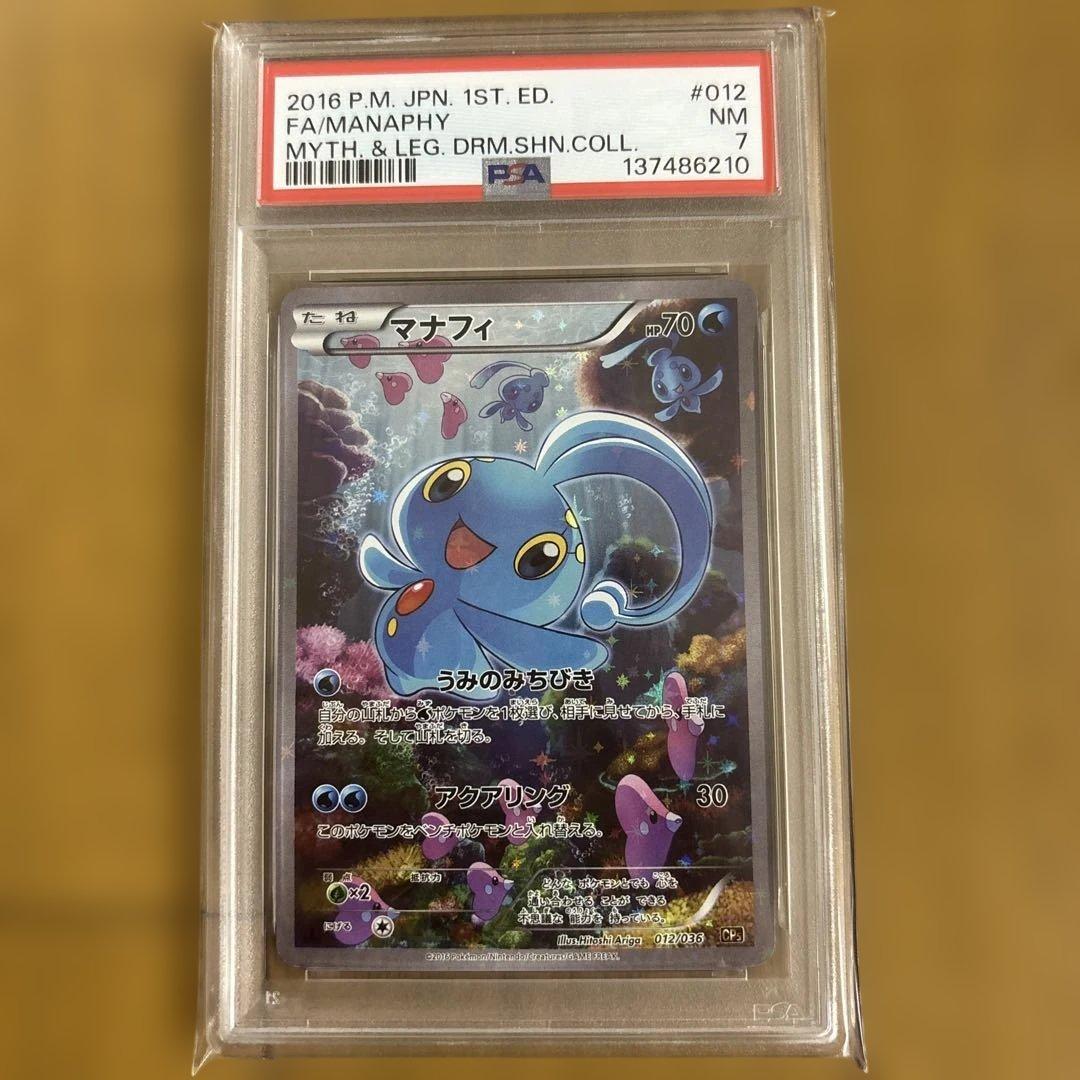 2016 P.M. JPN. 1ST. ED. #012
FA/MANAPHY NM
MYTH. & LEG. DRM.SHN.COLL. 7
PSA 137486210
たね マナフィ HP70
うみのみちびき
自分の山札からポケモンを1枚選び、相手に見せてから、手札に
加える。そして山札を切る。
アクアリング 30
このポケモンをベンチポケモンと入れ替える。
弱点 抵抗力
×2
にげる
どんな ポケモンとでも 心を
通い合わせる ことが できる
不思議な 能力を 持っている。
illus.Hitoshi Ariga 012/036 CP5
©2016 Pokémon/Nintendo/Creatures/GAME FREAK.
PSA